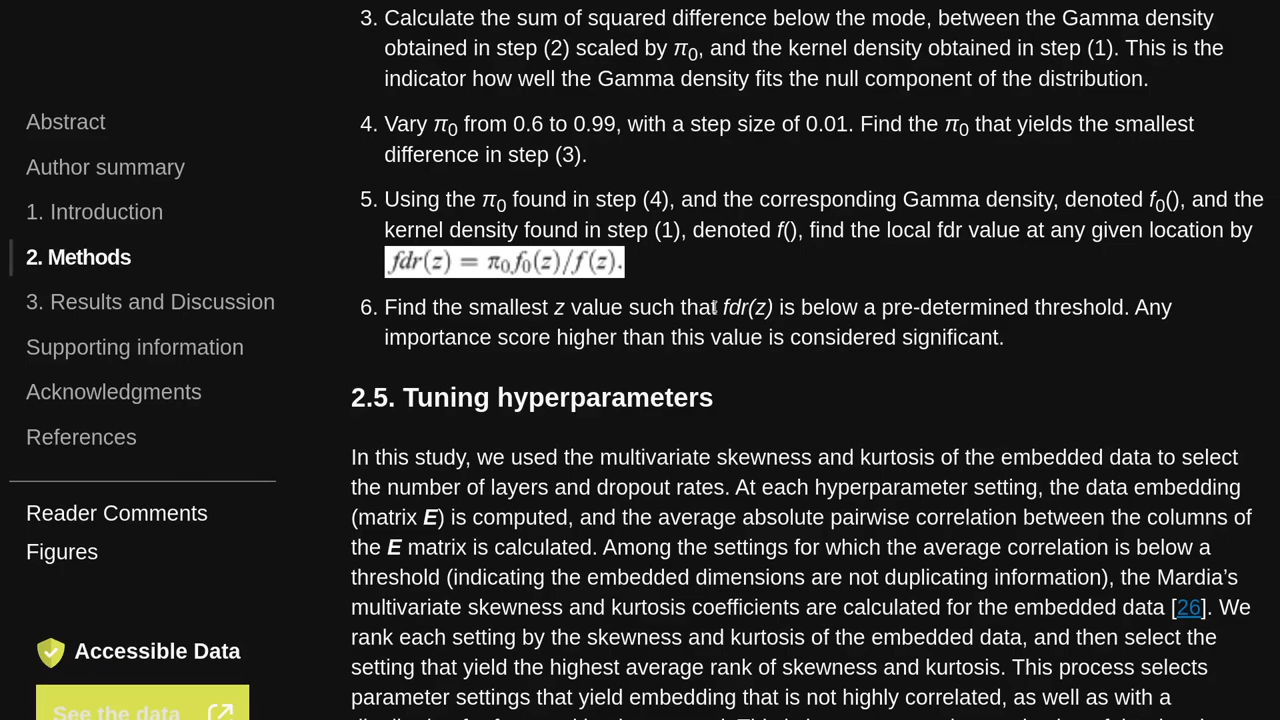 Abstract
Author summary
1. Introduction
2. Methods
3. Results and Discussion
Supporting information
Acknowledgments
References
Reader Comments
Figures
Accessible Data
See the data
3. Calculate the sum of squared difference below the mode, between the Gamma density
obtained in step (2) scaled by π0, and the kernel density obtained in step (1). This is the
indicator how well the Gamma density fits the null component of the distribution.
4. Vary π0 from 0.6 to 0.99, with a step size of 0.01. Find the π0 that yields the smallest
difference in step (3).
5. Using the π0 found in step (4), and the corresponding Gamma density, denoted f0(), and the
kernel density found in step (1), denoted f(), find the local fdr value at any given location by
fdr(z) = π0f0(z)/f(z).
6. Find the smallest z value such that fdr(z) is below a pre-determined threshold. Any
importance score higher than this value is considered significant.
2.5. Tuning hyperparameters
In this study, we used the multivariate skewness and kurtosis of the embedded data to select
the number of layers and dropout rates. At each hyperparameter setting, the data embedding
(matrix E) is computed, and the average absolute pairwise correlation between the columns of
the E matrix is calculated. Among the settings for which the average correlation is below a
threshold (indicating the embedded dimensions are not duplicating information), the Mardia’s
multivariate skewness and kurtosis coefficients are calculated for the embedded data [26]. We
rank each setting by the skewness and kurtosis of the embedded data, and then select the
setting that yield the highest average rank of skewness and kurtosis. This process selects
parameter settings that yield embedding that is not highly correlated, as well as with a